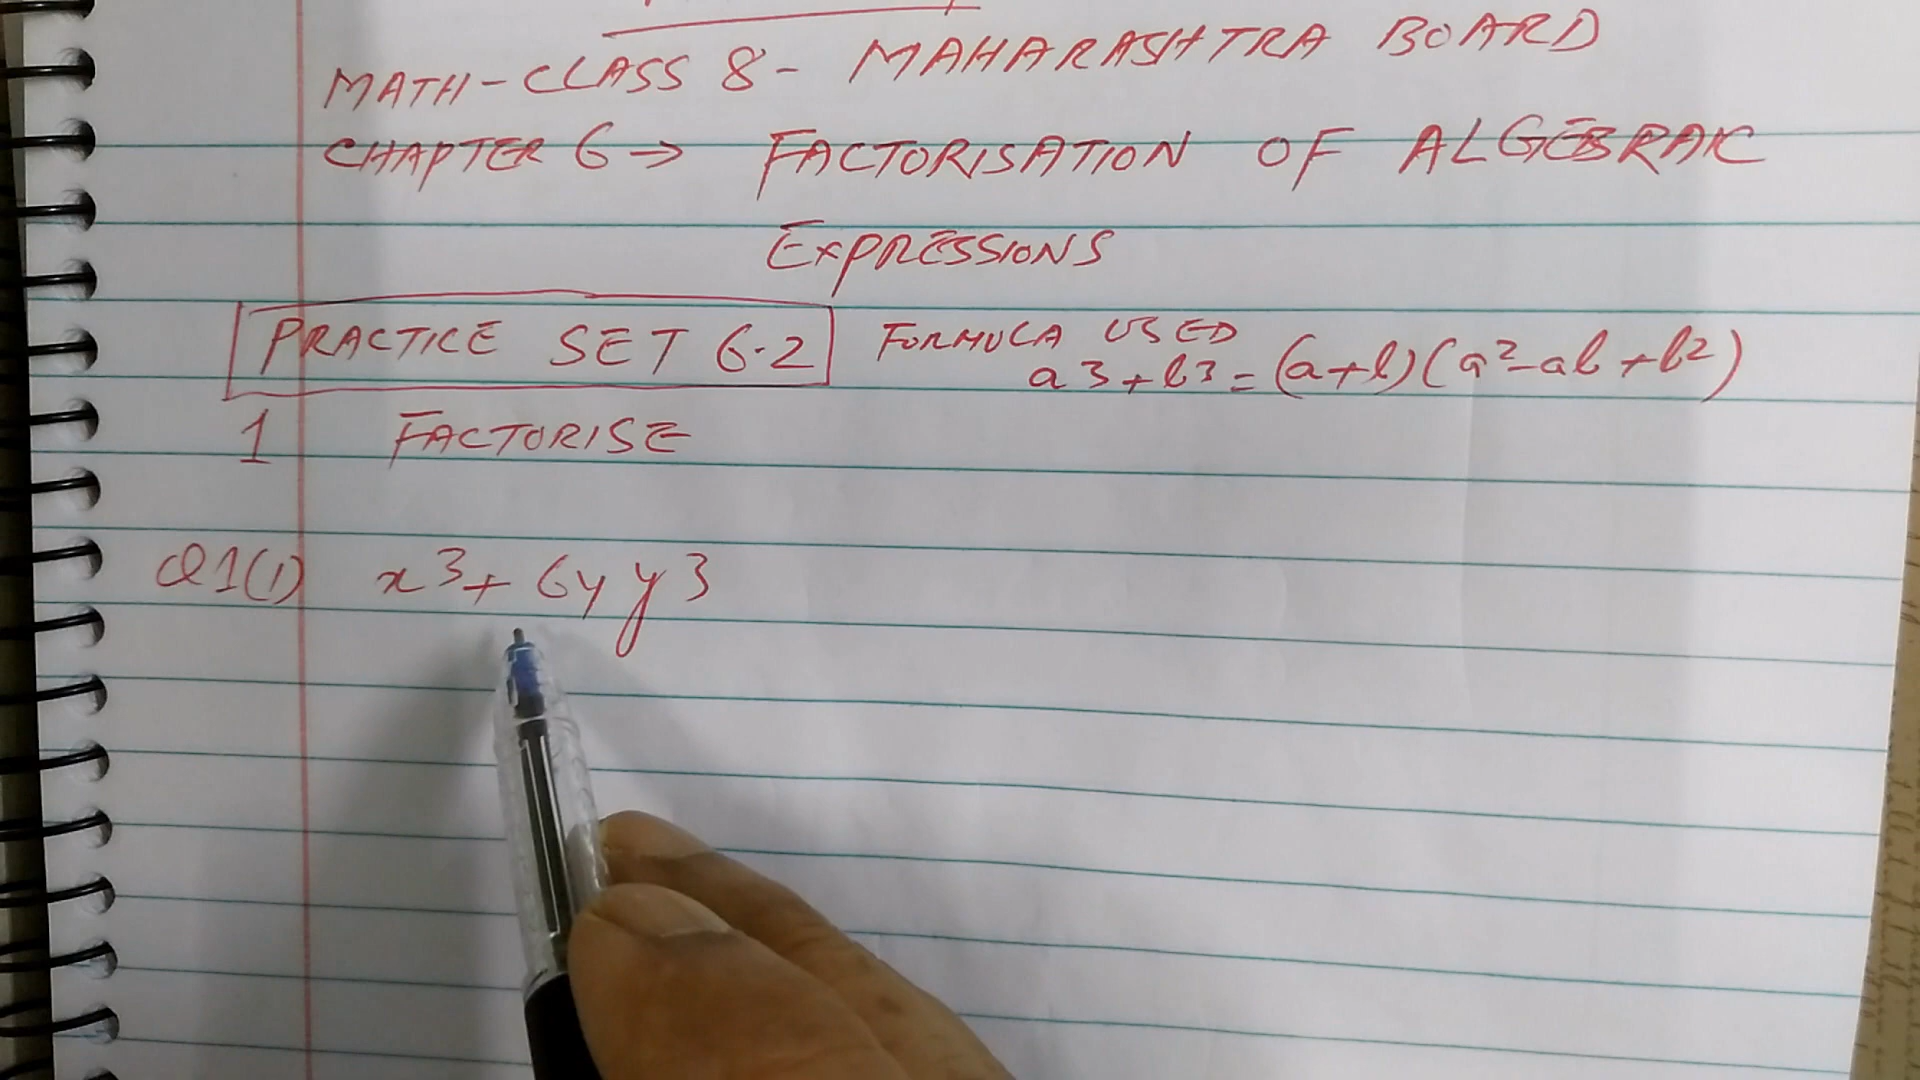 MATH-CLASS 8- MAHARASHTRA BOARD
CHAPTER 6→ FACTORISATION OF ALGEBRAIC
EXPRESSIONS
PRACTICE SET 6.2 FORMULA USED
a3+b3=(a+b)(a²-ab+b²)
1 FACTORISE
Q1(1) x³+64y3